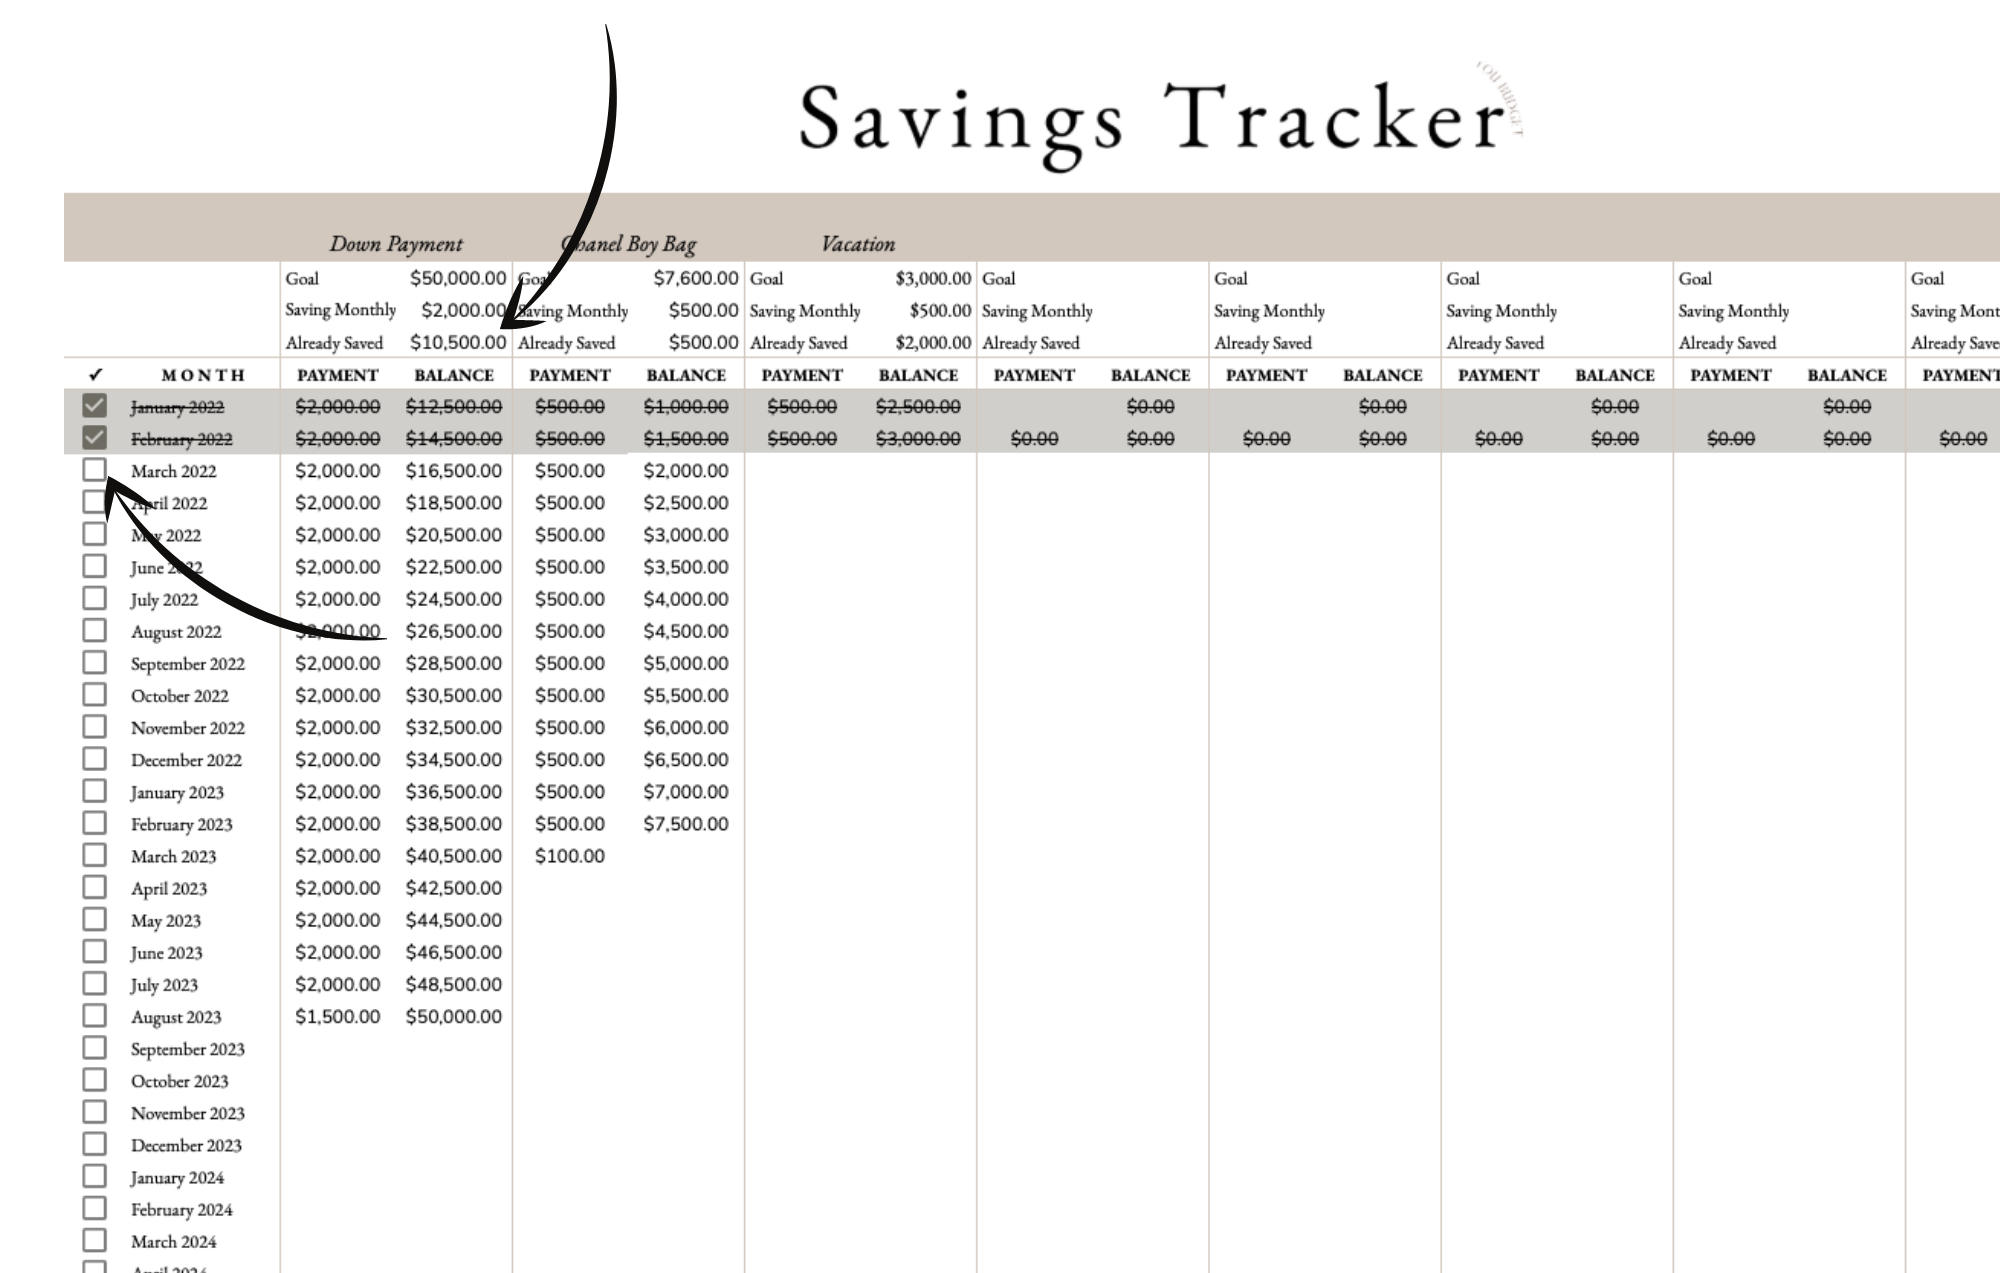 Savings Tracker
YOU BUDGET
Down Payment Chanel Boy Bag Vacation
Goal $50,000.00 Goal $7,600.00 Goal $3,000.00 Goal Goal Goal Goal Goal
Saving Monthly $2,000.00 Saving Monthly $500.00 Saving Monthly $500.00 Saving Monthly Saving Monthly Saving Monthly Saving Monthly Saving Mont
Already Saved $10,500.00 Already Saved $500.00 Already Saved $2,000.00 Already Saved Already Saved Already Saved Already Saved Already Save
✓ MONTH PAYMENT BALANCE PAYMENT BALANCE PAYMENT BALANCE PAYMENT BALANCE PAYMENT BALANCE PAYMENT BALANCE PAYMENT BALANCE PAYMENT
January 2022 $2,000.00 $12,500.00 $500.00 $1,000.00 $500.00 $2,500.00 $0.00 $0.00 $0.00 $0.00
February 2022 $2,000.00 $14,500.00 $500.00 $1,500.00 $500.00 $3,000.00 $0.00 $0.00 $0.00 $0.00 $0.00 $0.00 $0.00 $0.00 $0.00
March 2022 $2,000.00 $16,500.00 $500.00 $2,000.00
April 2022 $2,000.00 $18,500.00 $500.00 $2,500.00
May 2022 $2,000.00 $20,500.00 $500.00 $3,000.00
June 2022 $2,000.00 $22,500.00 $500.00 $3,500.00
July 2022 $2,000.00 $24,500.00 $500.00 $4,000.00
August 2022 $2,000.00 $26,500.00 $500.00 $4,500.00
September 2022 $2,000.00 $28,500.00 $500.00 $5,000.00
October 2022 $2,000.00 $30,500.00 $500.00 $5,500.00
November 2022 $2,000.00 $32,500.00 $500.00 $6,000.00
December 2022 $2,000.00 $34,500.00 $500.00 $6,500.00
January 2023 $2,000.00 $36,500.00 $500.00 $7,000.00
February 2023 $2,000.00 $38,500.00 $500.00 $7,500.00
March 2023 $2,000.00 $40,500.00 $100.00
April 2023 $2,000.00 $42,500.00
May 2023 $2,000.00 $44,500.00
June 2023 $2,000.00 $46,500.00
July 2023 $2,000.00 $48,500.00
August 2023 $1,500.00 $50,000.00
September 2023
October 2023
November 2023
December 2023
January 2024
February 2024
March 2024
April 2024